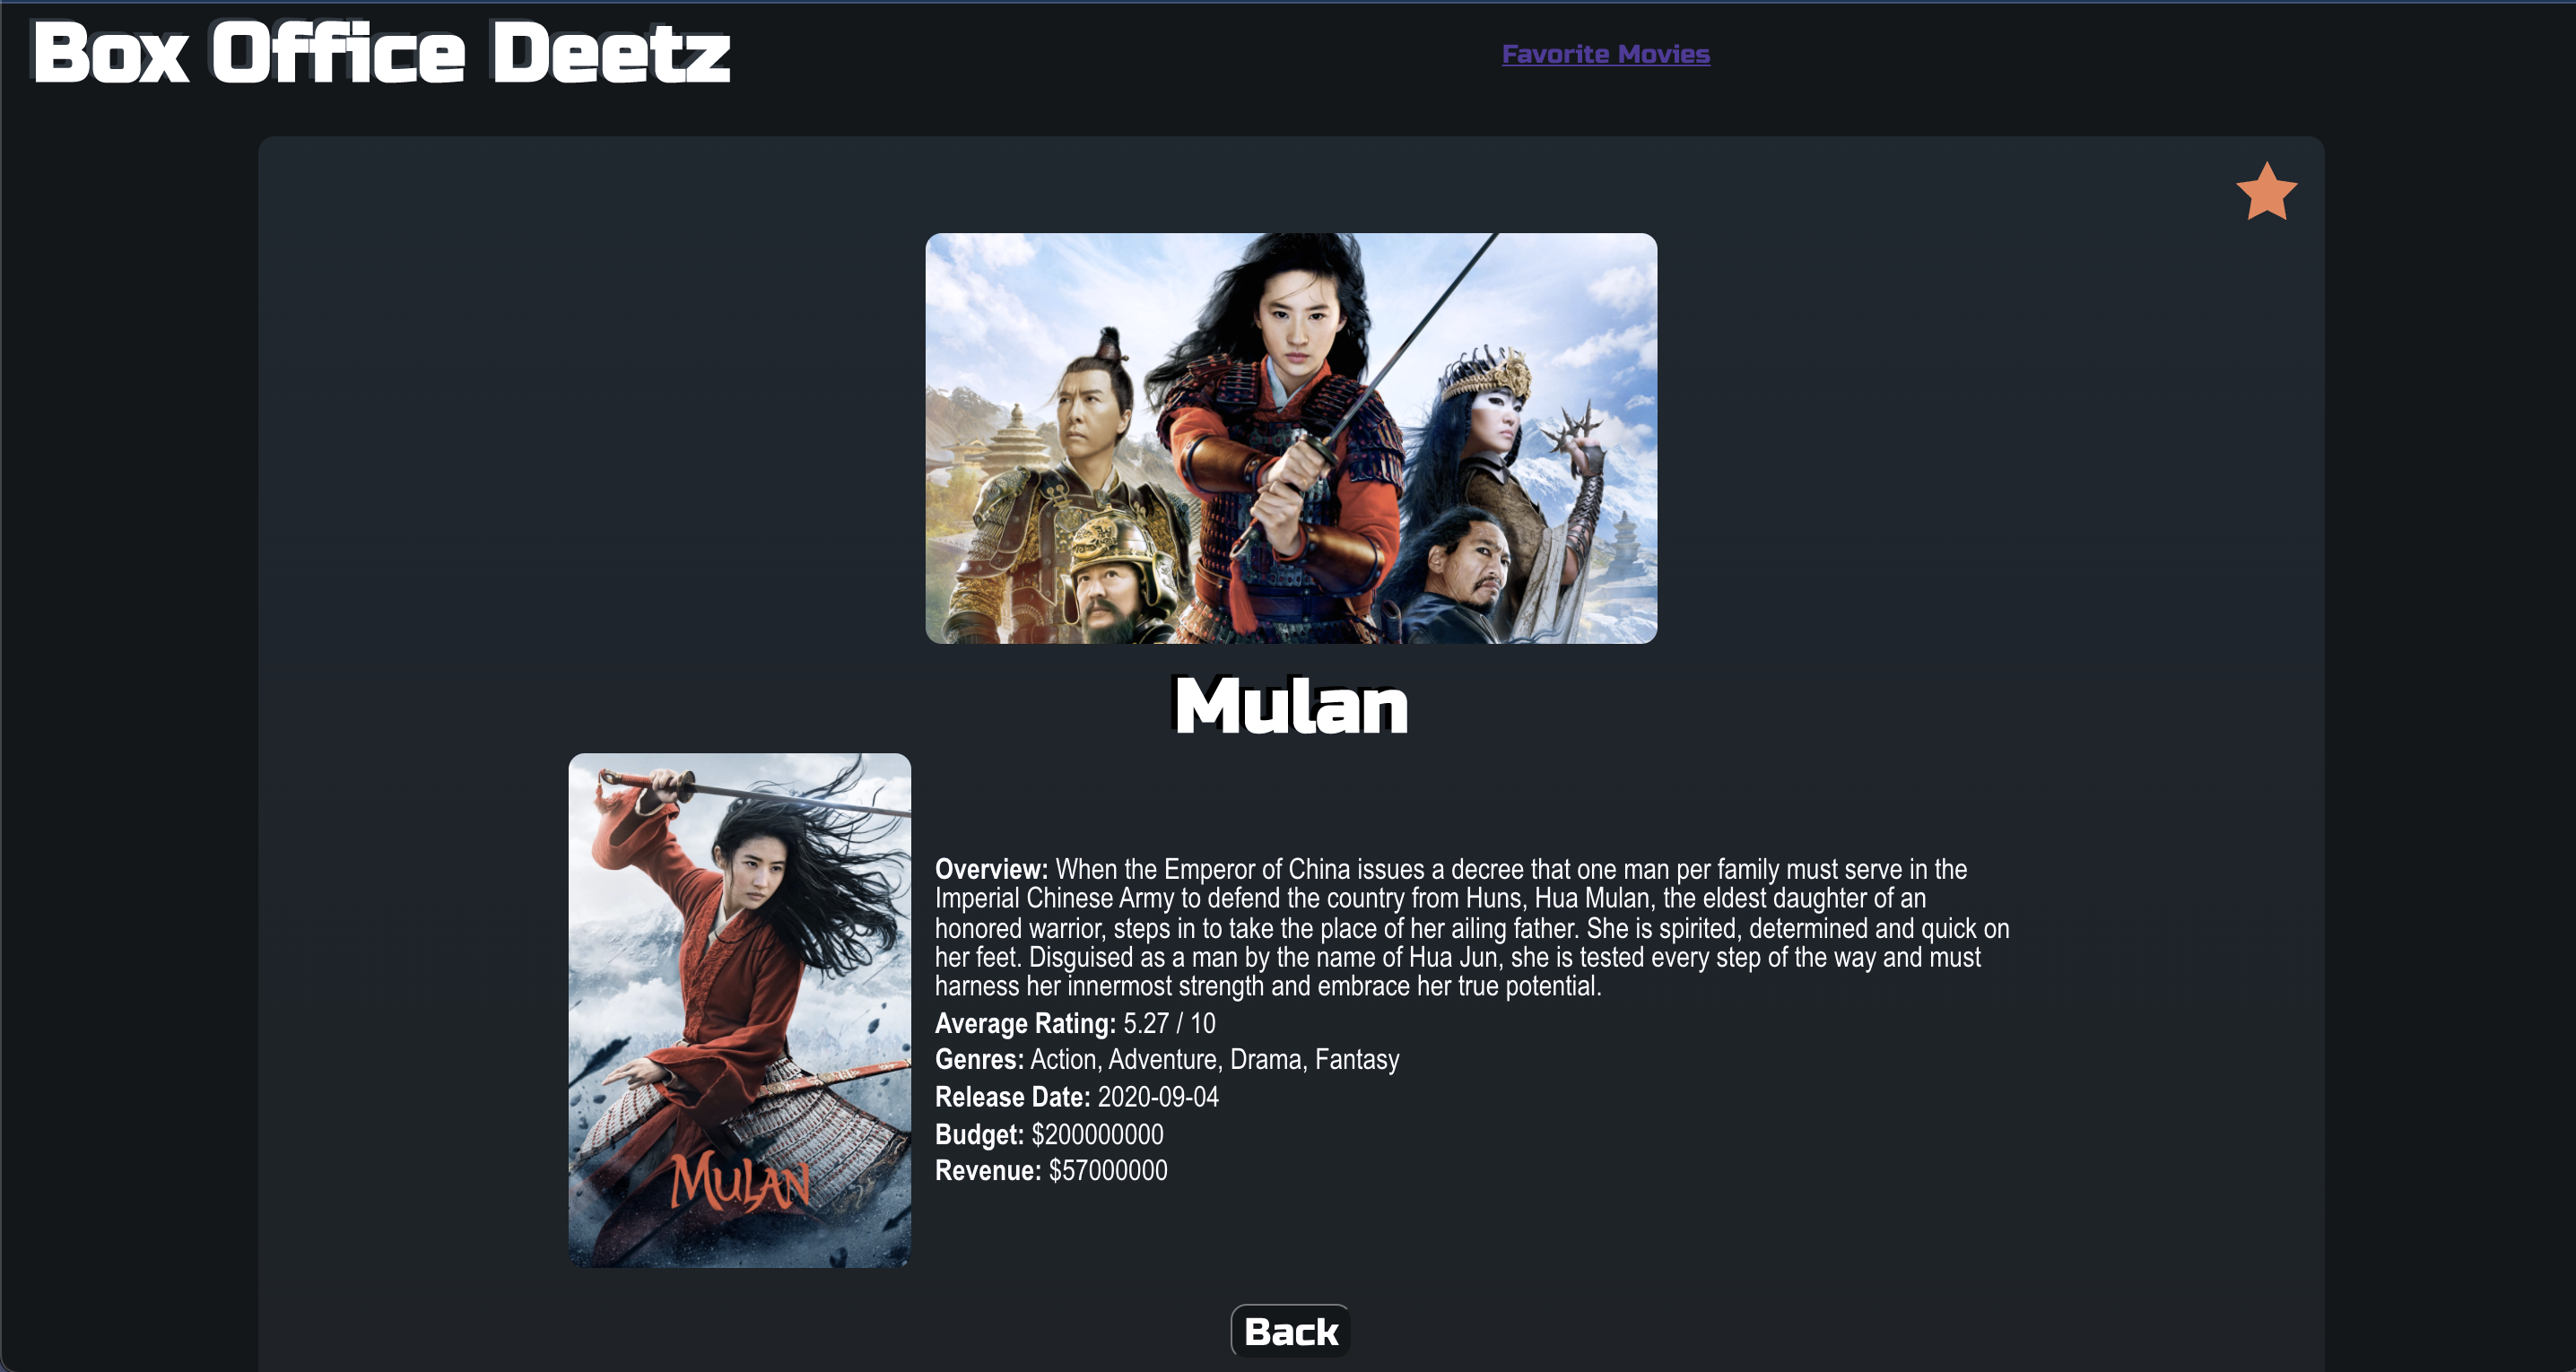 Box Office Deetz
Favorite Movies
Mulan
MULAN
Overview: When the Emperor of China issues a decree that one man per family must serve in the
Imperial Chinese Army to defend the country from Huns, Hua Mulan, the eldest daughter of an
honored warrior, steps in to take the place of her ailing father. She is spirited, determined and quick on
her feet. Disguised as a man by the name of Hua Jun, she is tested every step of the way and must
harness her innermost strength and embrace her true potential.
Average Rating: 5.27 / 10
Genres: Action, Adventure, Drama, Fantasy
Release Date: 2020-09-04
Budget: $200000000
Revenue: $57000000
Back